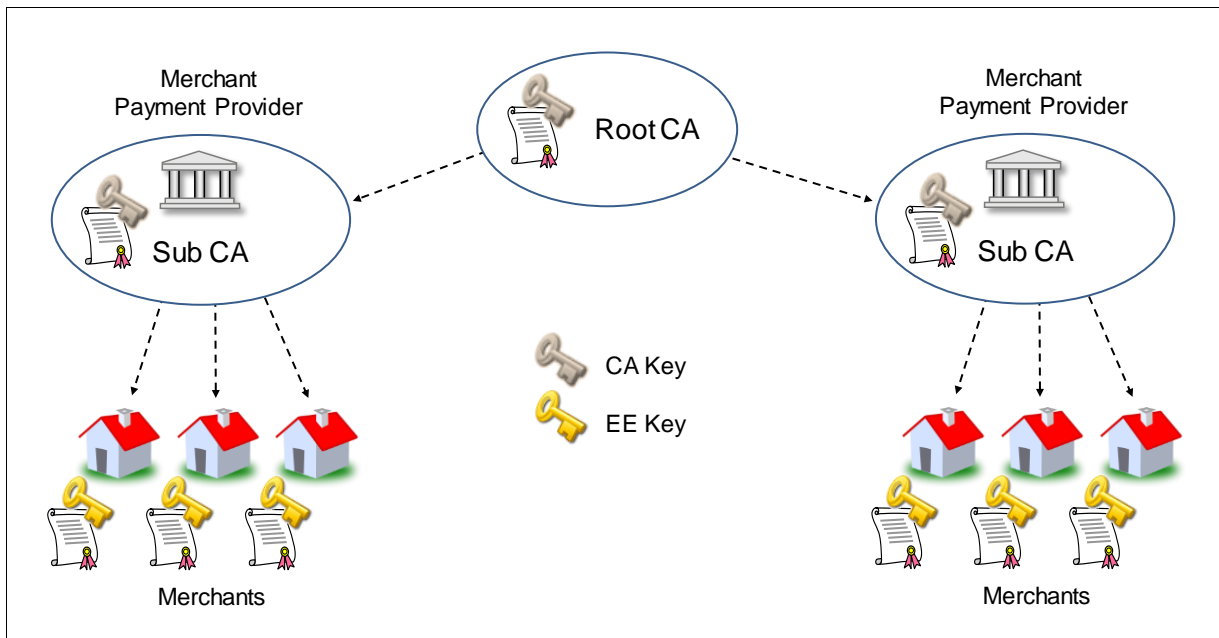 Merchant
Payment Provider
Sub CA
Root CA
Merchant
Payment Provider
Sub CA
CA Key
EE Key
Merchants
Merchants